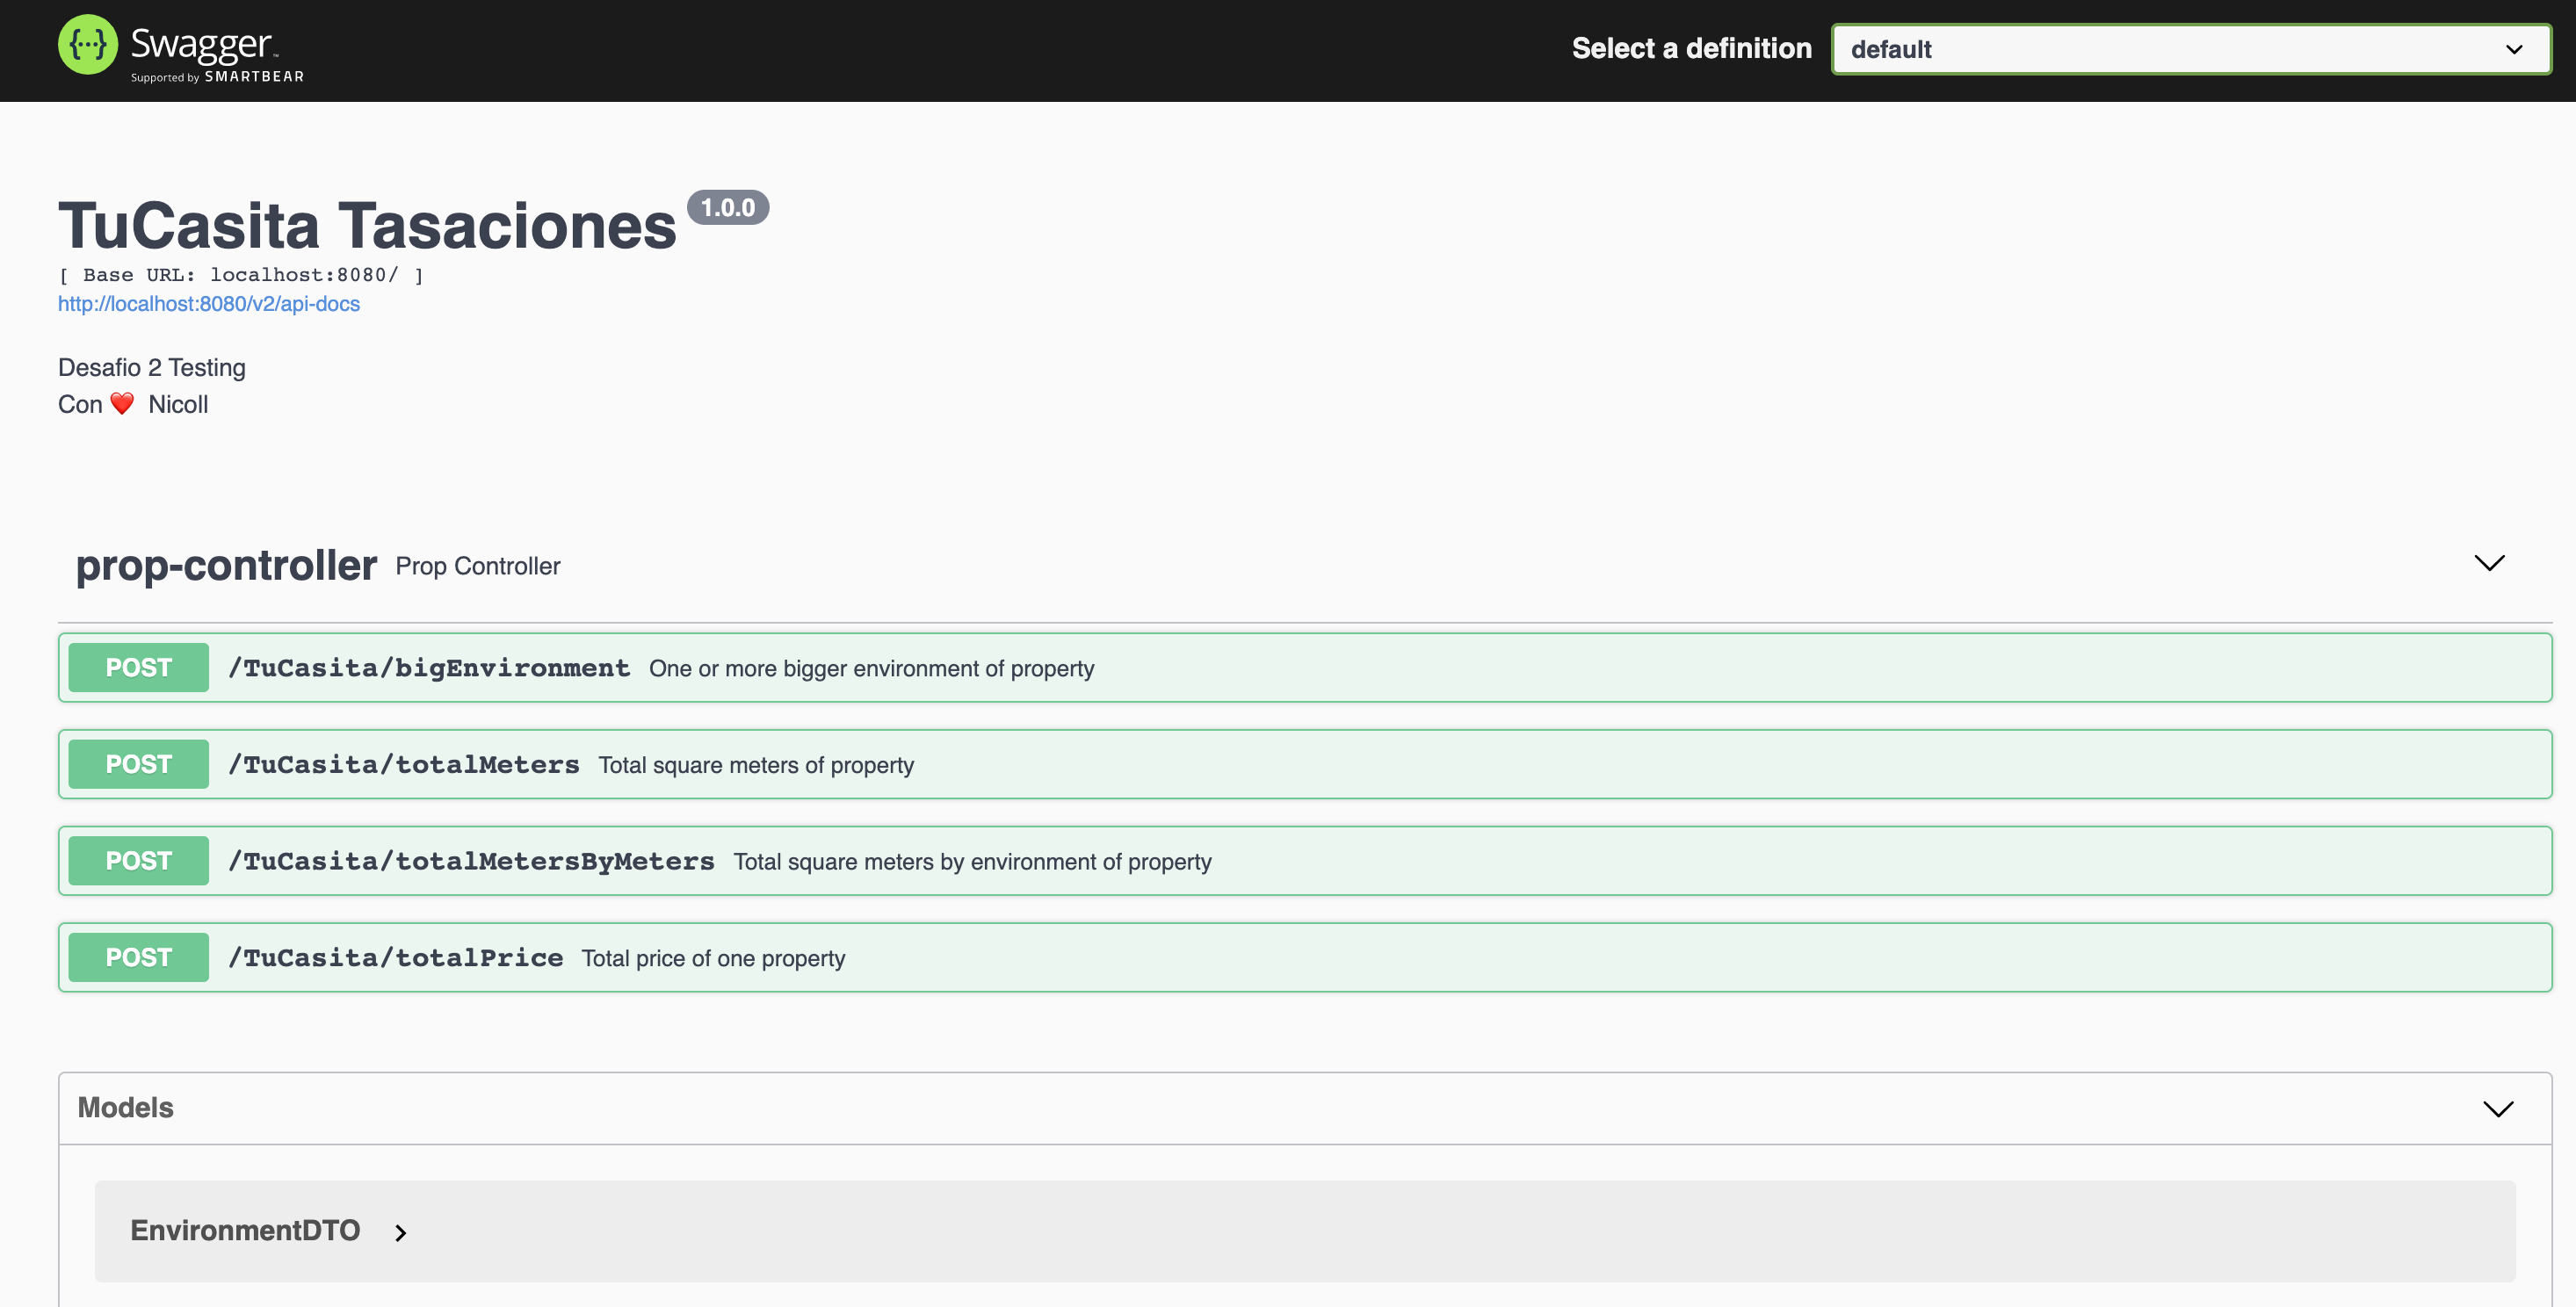 {···} Swagger™
Supported by SMARTBEAR
Select a definition default
TuCasita Tasaciones 1.0.0
[ Base URL: localhost:8080/ ]
http://localhost:8080/v2/api-docs
Desafio 2 Testing
Con ❤️ Nicoll
prop-controller Prop Controller
POST /TuCasita/bigEnvironment One or more bigger environment of property
POST /TuCasita/totalMeters Total square meters of property
POST /TuCasita/totalMetersByMeters Total square meters by environment of property
POST /TuCasita/totalPrice Total price of one property
Models
EnvironmentDTO